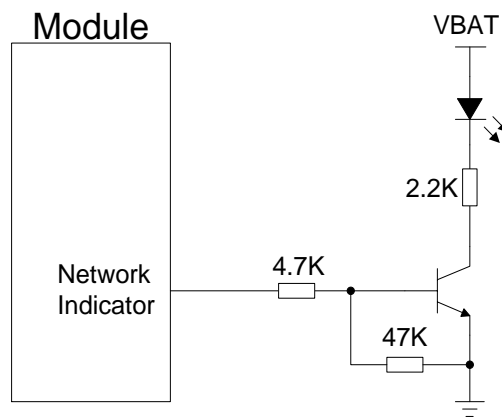 Module
VBAT
2.2K
4.7K
Network
Indicator
47K